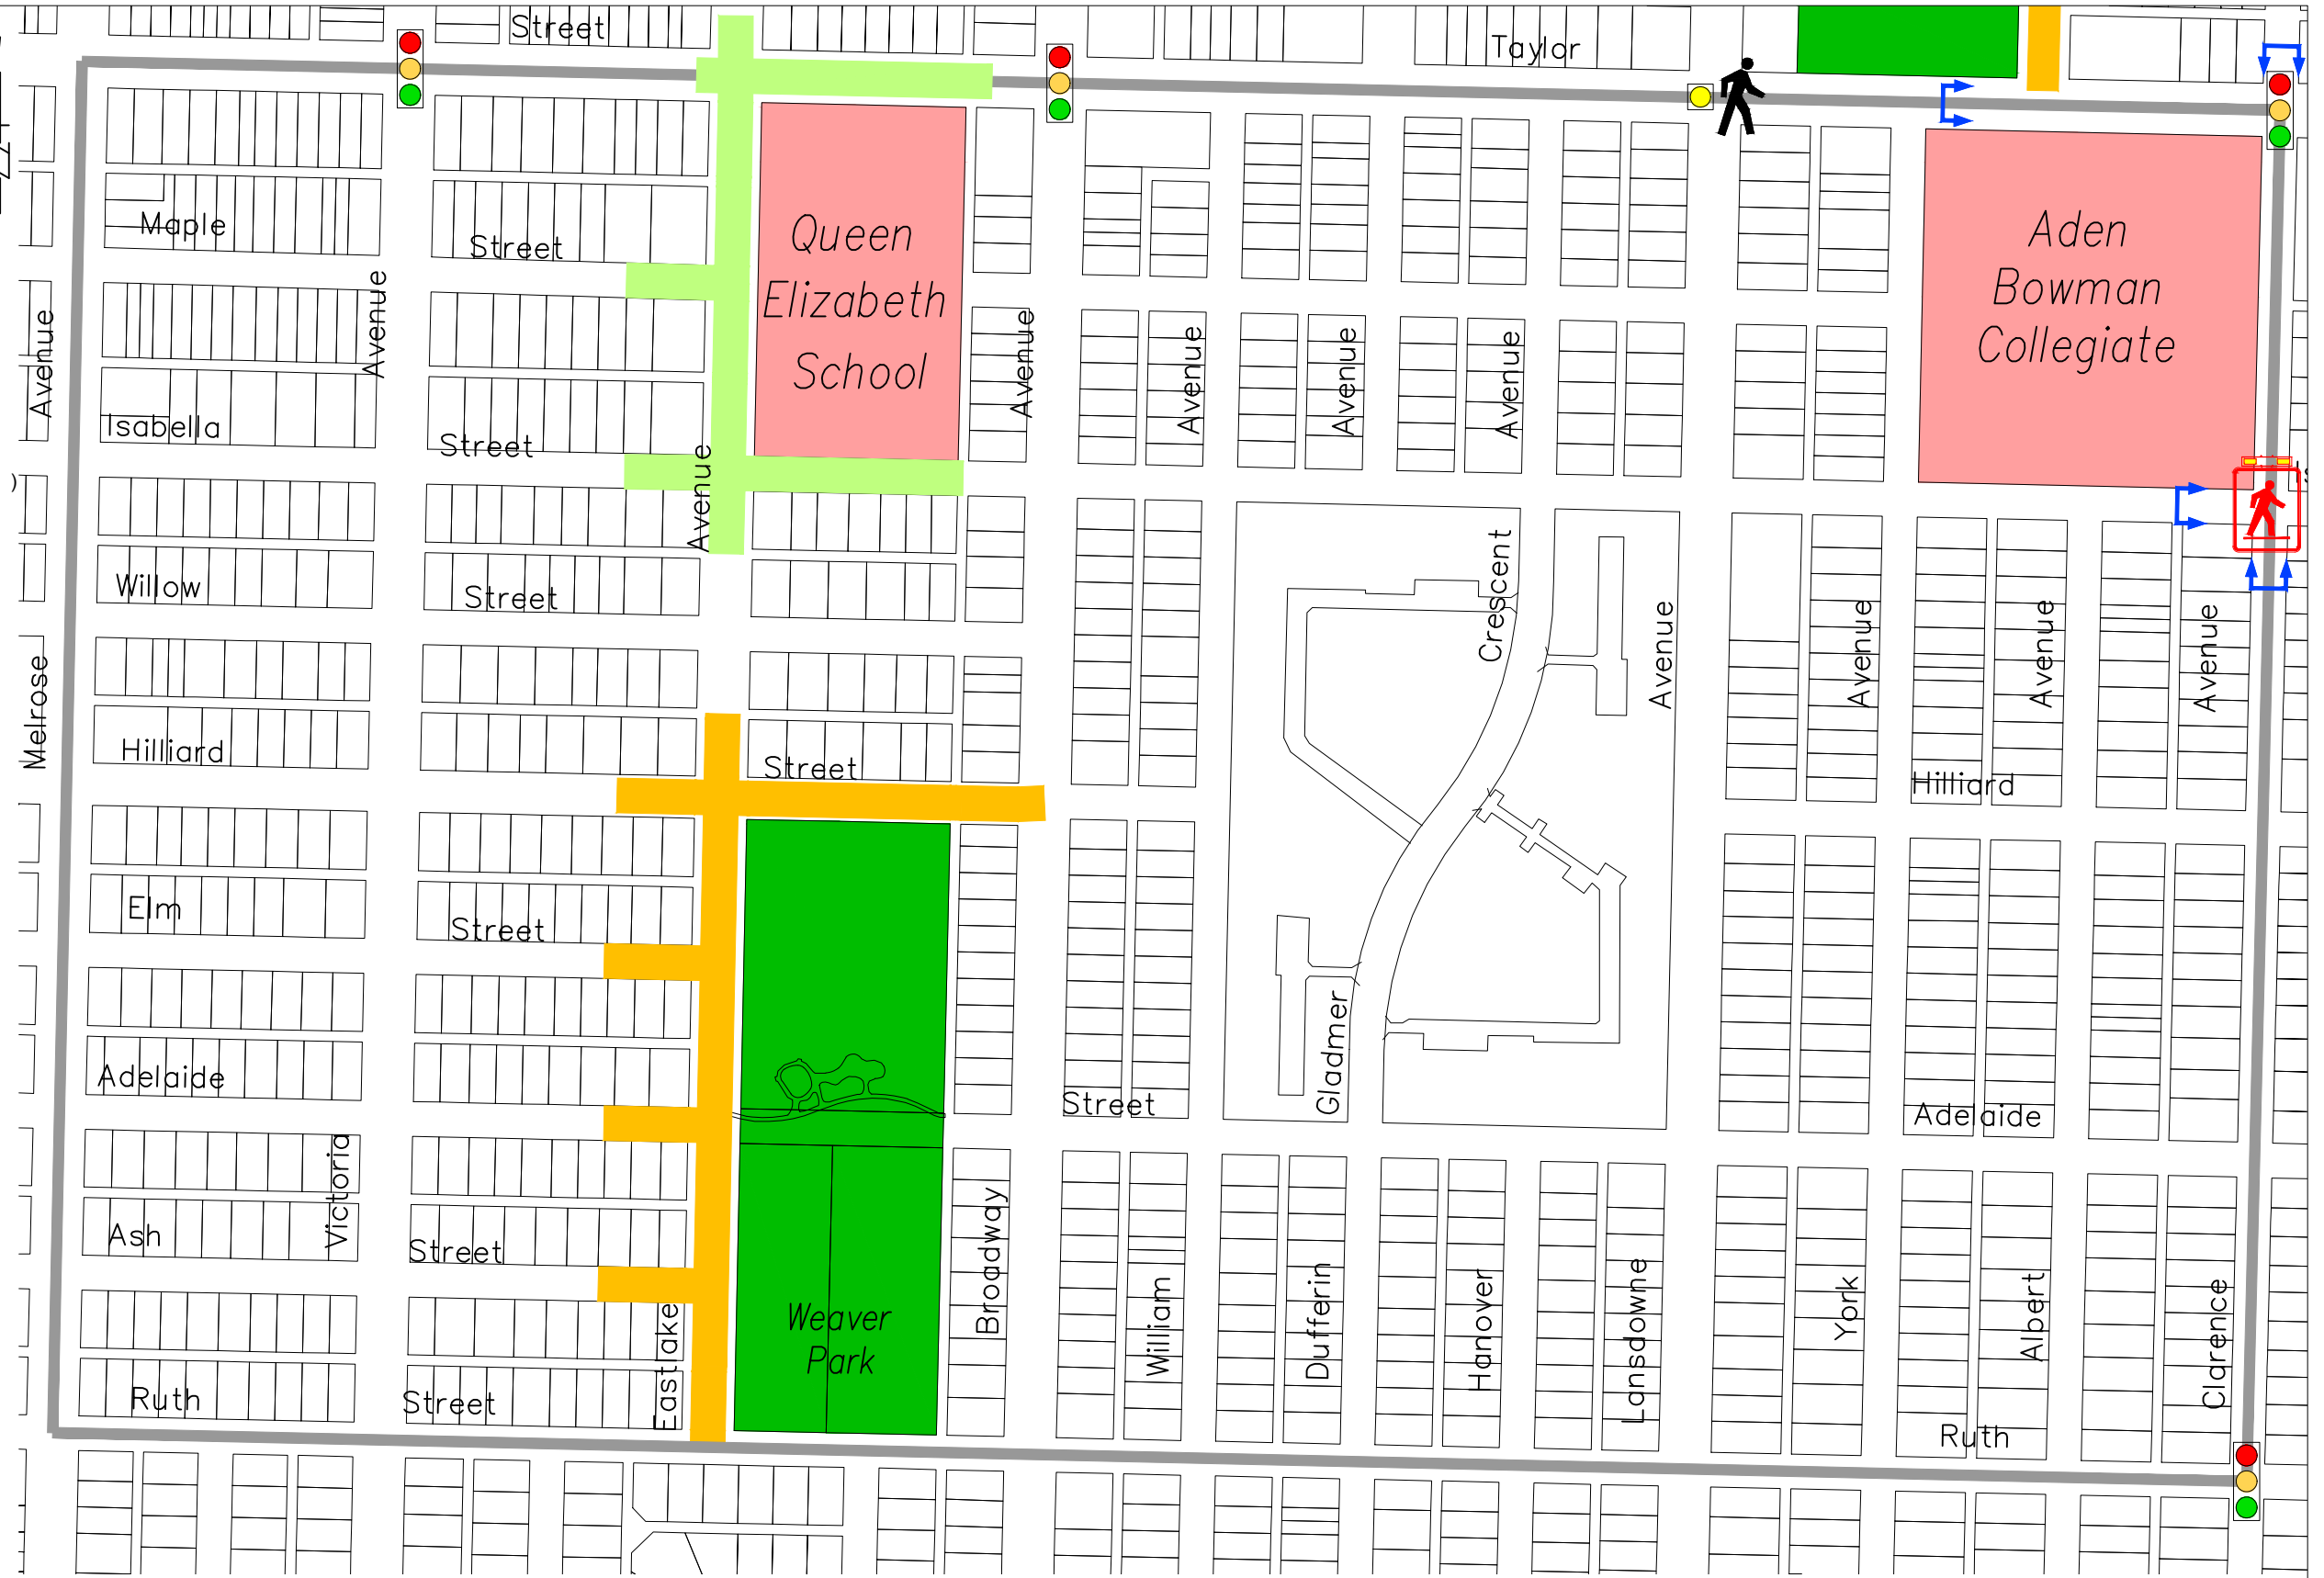 Street
Taylor
Maple
Street
Queen
Elizabeth
School
Aden
Bowman
Collegiate
Avenue
Avenue
Avenue
Avenue
Avenue
Avenue
Isabella
Street
Avenue
Willow
Street
Crescent
Avenue
Avenue
Avenue
Avenue
Melrose
Hilliard
Street
Hilliard
Elm
Street
Adelaide
Gladmer
Street
Adelaide
Victoria
Ash
Street
Broadway
William
Dufferin
Hanover
Lansdowne
York
Albert
Clarence
Weaver
Park
Eastlake
Ruth
Street
Ruth